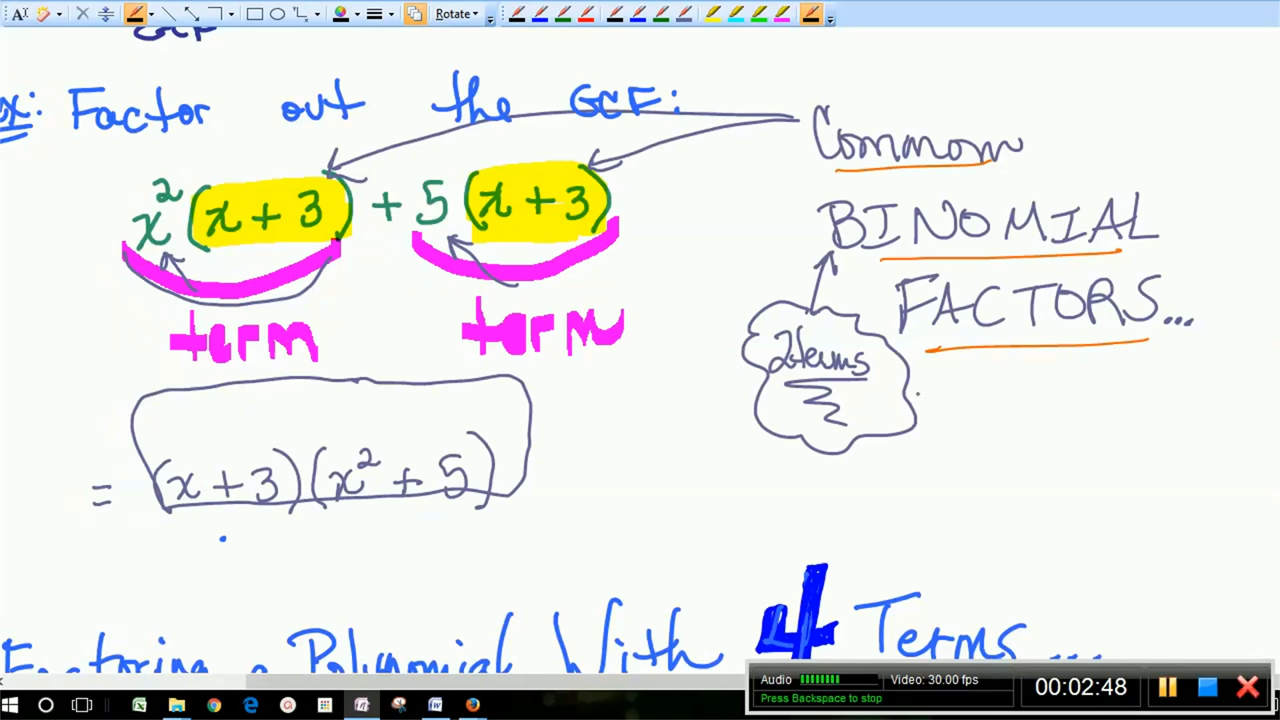 Rotate
GCF
ex: Factor out the GCF:
x²(x + 3) + 5(x + 3)
term term
= (x + 3)(x² + 5)
Common
BINOMIAL
FACTORS...
2 terms
Factoring a Polynomial With 4 Terms...
Audio Video: 30.00 fps
Press Backspace to stop
00:02:48